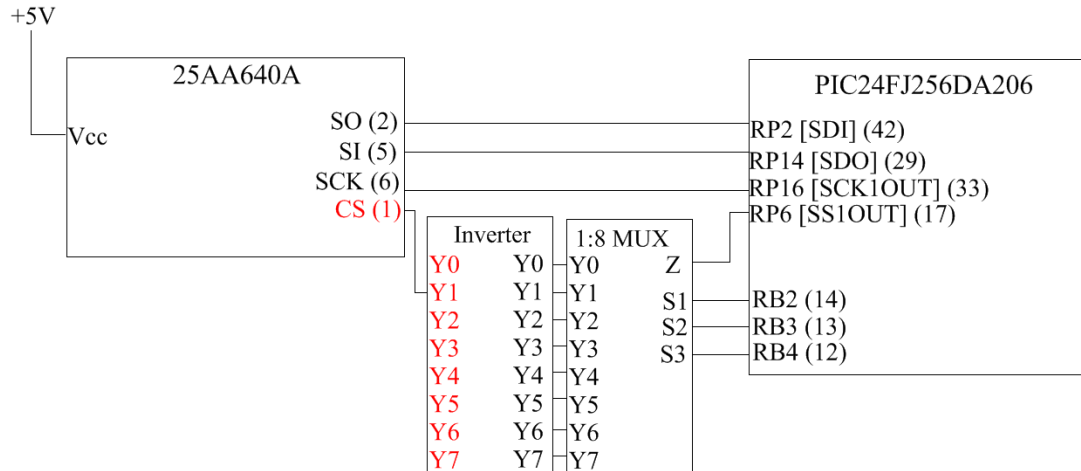 +5V
25AA640A
Vcc
SO (2)
SI (5)
SCK (6)
CS (1)
PIC24FJ256DA206
RP2 [SDI] (42)
RP14 [SDO] (29)
RP16 [SCK1OUT] (33)
RP6 [SS1OUT] (17)
RB2 (14)
RB3 (13)
RB4 (12)
Inverter
Y0 Y0
Y1 Y1
Y2 Y2
Y3 Y3
Y4 Y4
Y5 Y5
Y6 Y6
Y7 Y7
1:8 MUX
Y0 Z
Y1 S1
Y2 S2
Y3 S3
Y4
Y5
Y6
Y7